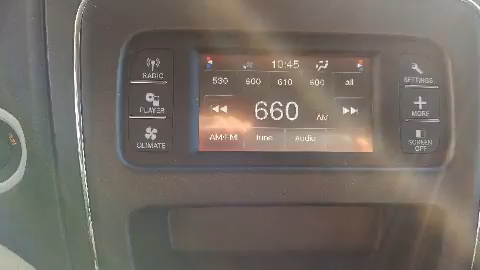 RADIO
PLAYER
CLIMATE
10:45
530 600 610 600 all
660 AM
AM/FM tune audio
SETTINGS
MORE
SCREEN
OFF